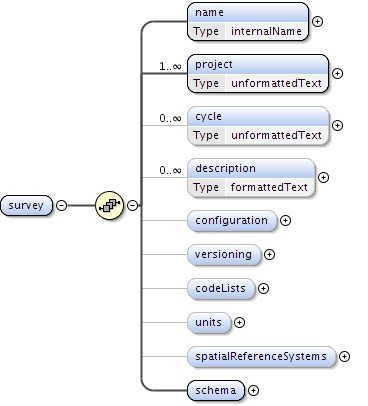 name
Type internalName
1..∞
project
Type unformattedText
0..∞
cycle
Type unformattedText
0..∞
description
Type formattedText
survey
configuration
versioning
codeLists
units
spatialReferenceSystems
schema